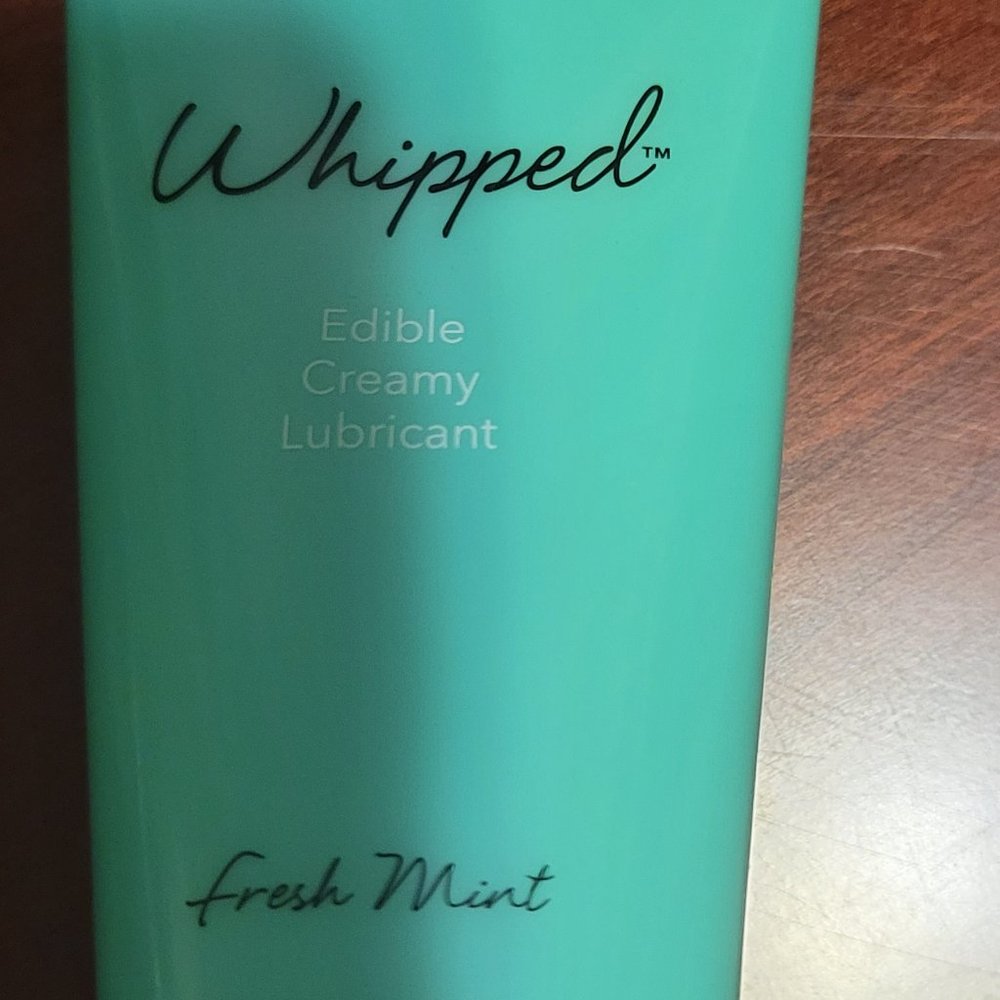 Whipped™
Edible
Creamy
Lubricant
fresh Mint